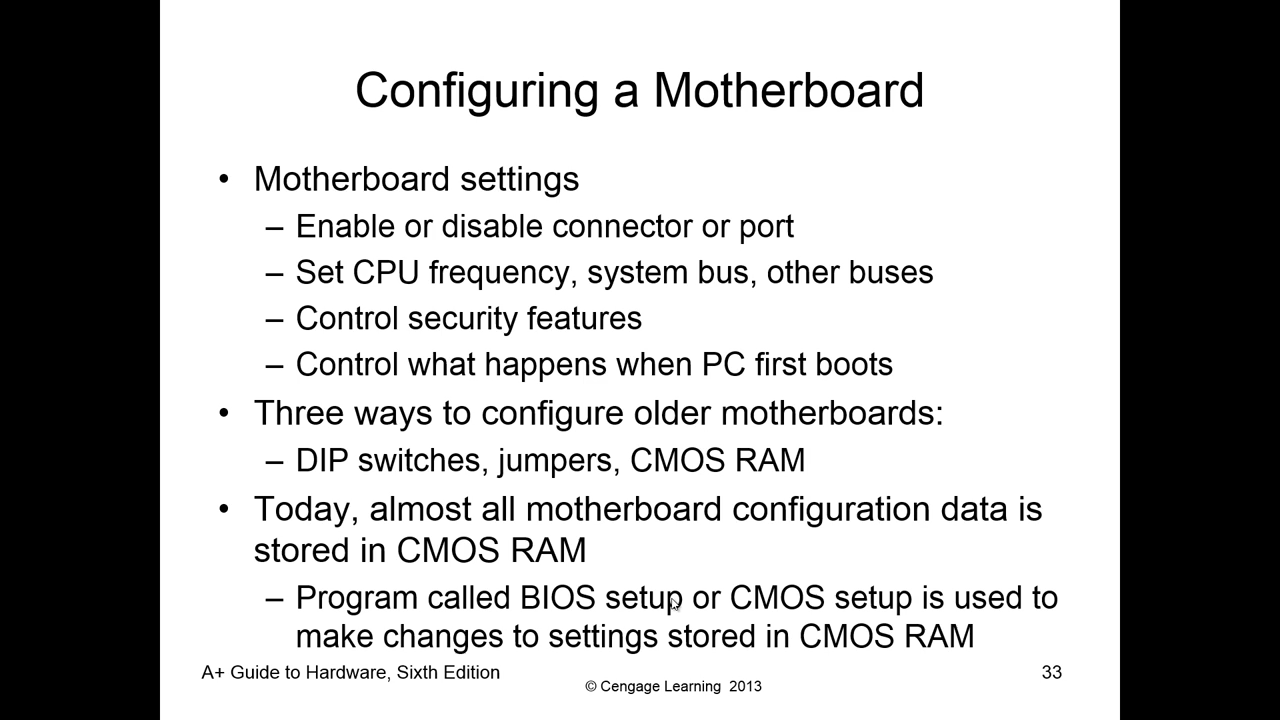 Configuring a Motherboard
• Motherboard settings
– Enable or disable connector or port
– Set CPU frequency, system bus, other buses
– Control security features
– Control what happens when PC first boots
• Three ways to configure older motherboards:
– DIP switches, jumpers, CMOS RAM
• Today, almost all motherboard configuration data is
stored in CMOS RAM
– Program called BIOS setup or CMOS setup is used to
make changes to settings stored in CMOS RAM
A+ Guide to Hardware, Sixth Edition
© Cengage Learning 2013
33